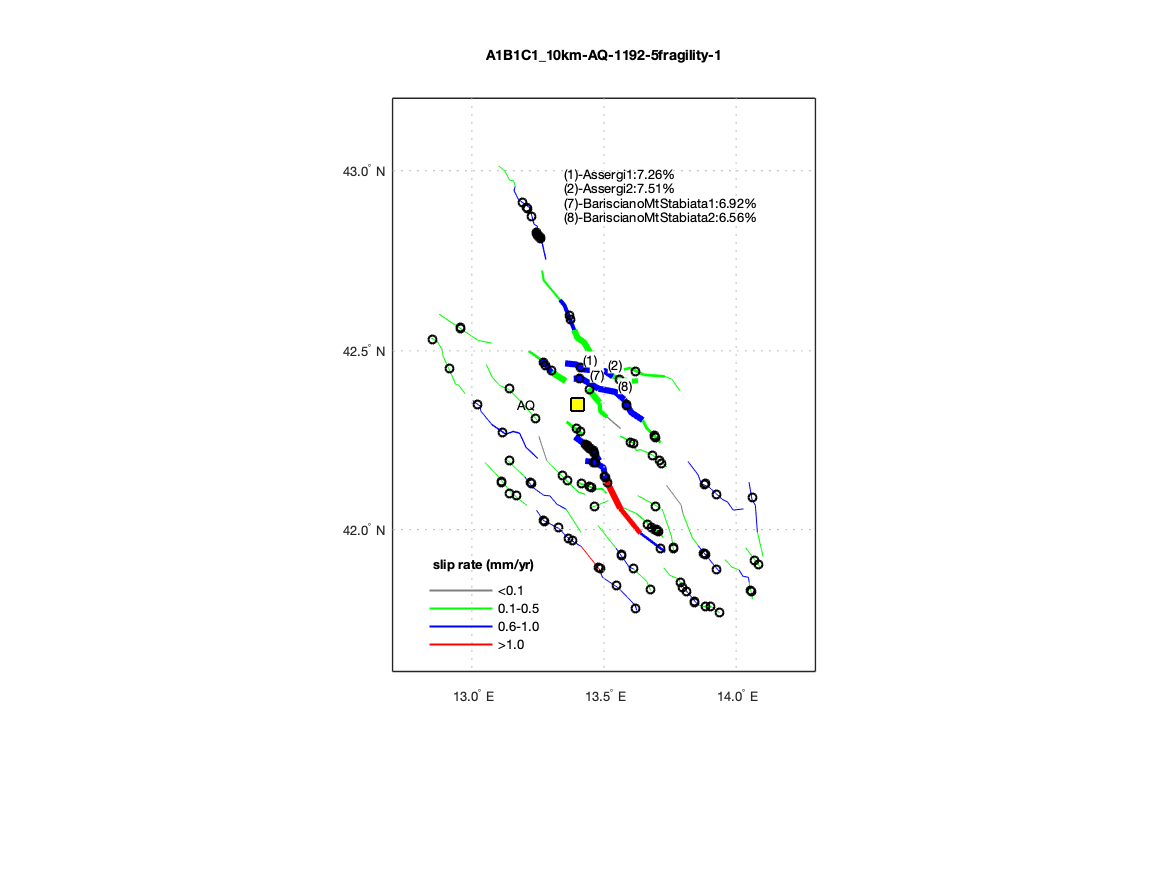 A1B1C1_10km-AQ-1192-5fragility-1
43.0° N
(1)-Assergi1:7.26%
(2)-Assergi2:7.51%
(7)-BariscianoMtStabiata1:6.92%
(8)-BariscianoMtStabiata2:6.56%
42.5° N
(1)
(2)
(7)
(8)
AQ
42.0° N
slip rate (mm/yr)
<0.1
0.1-0.5
0.6-1.0
>1.0
13.0° E 13.5° E 14.0° E